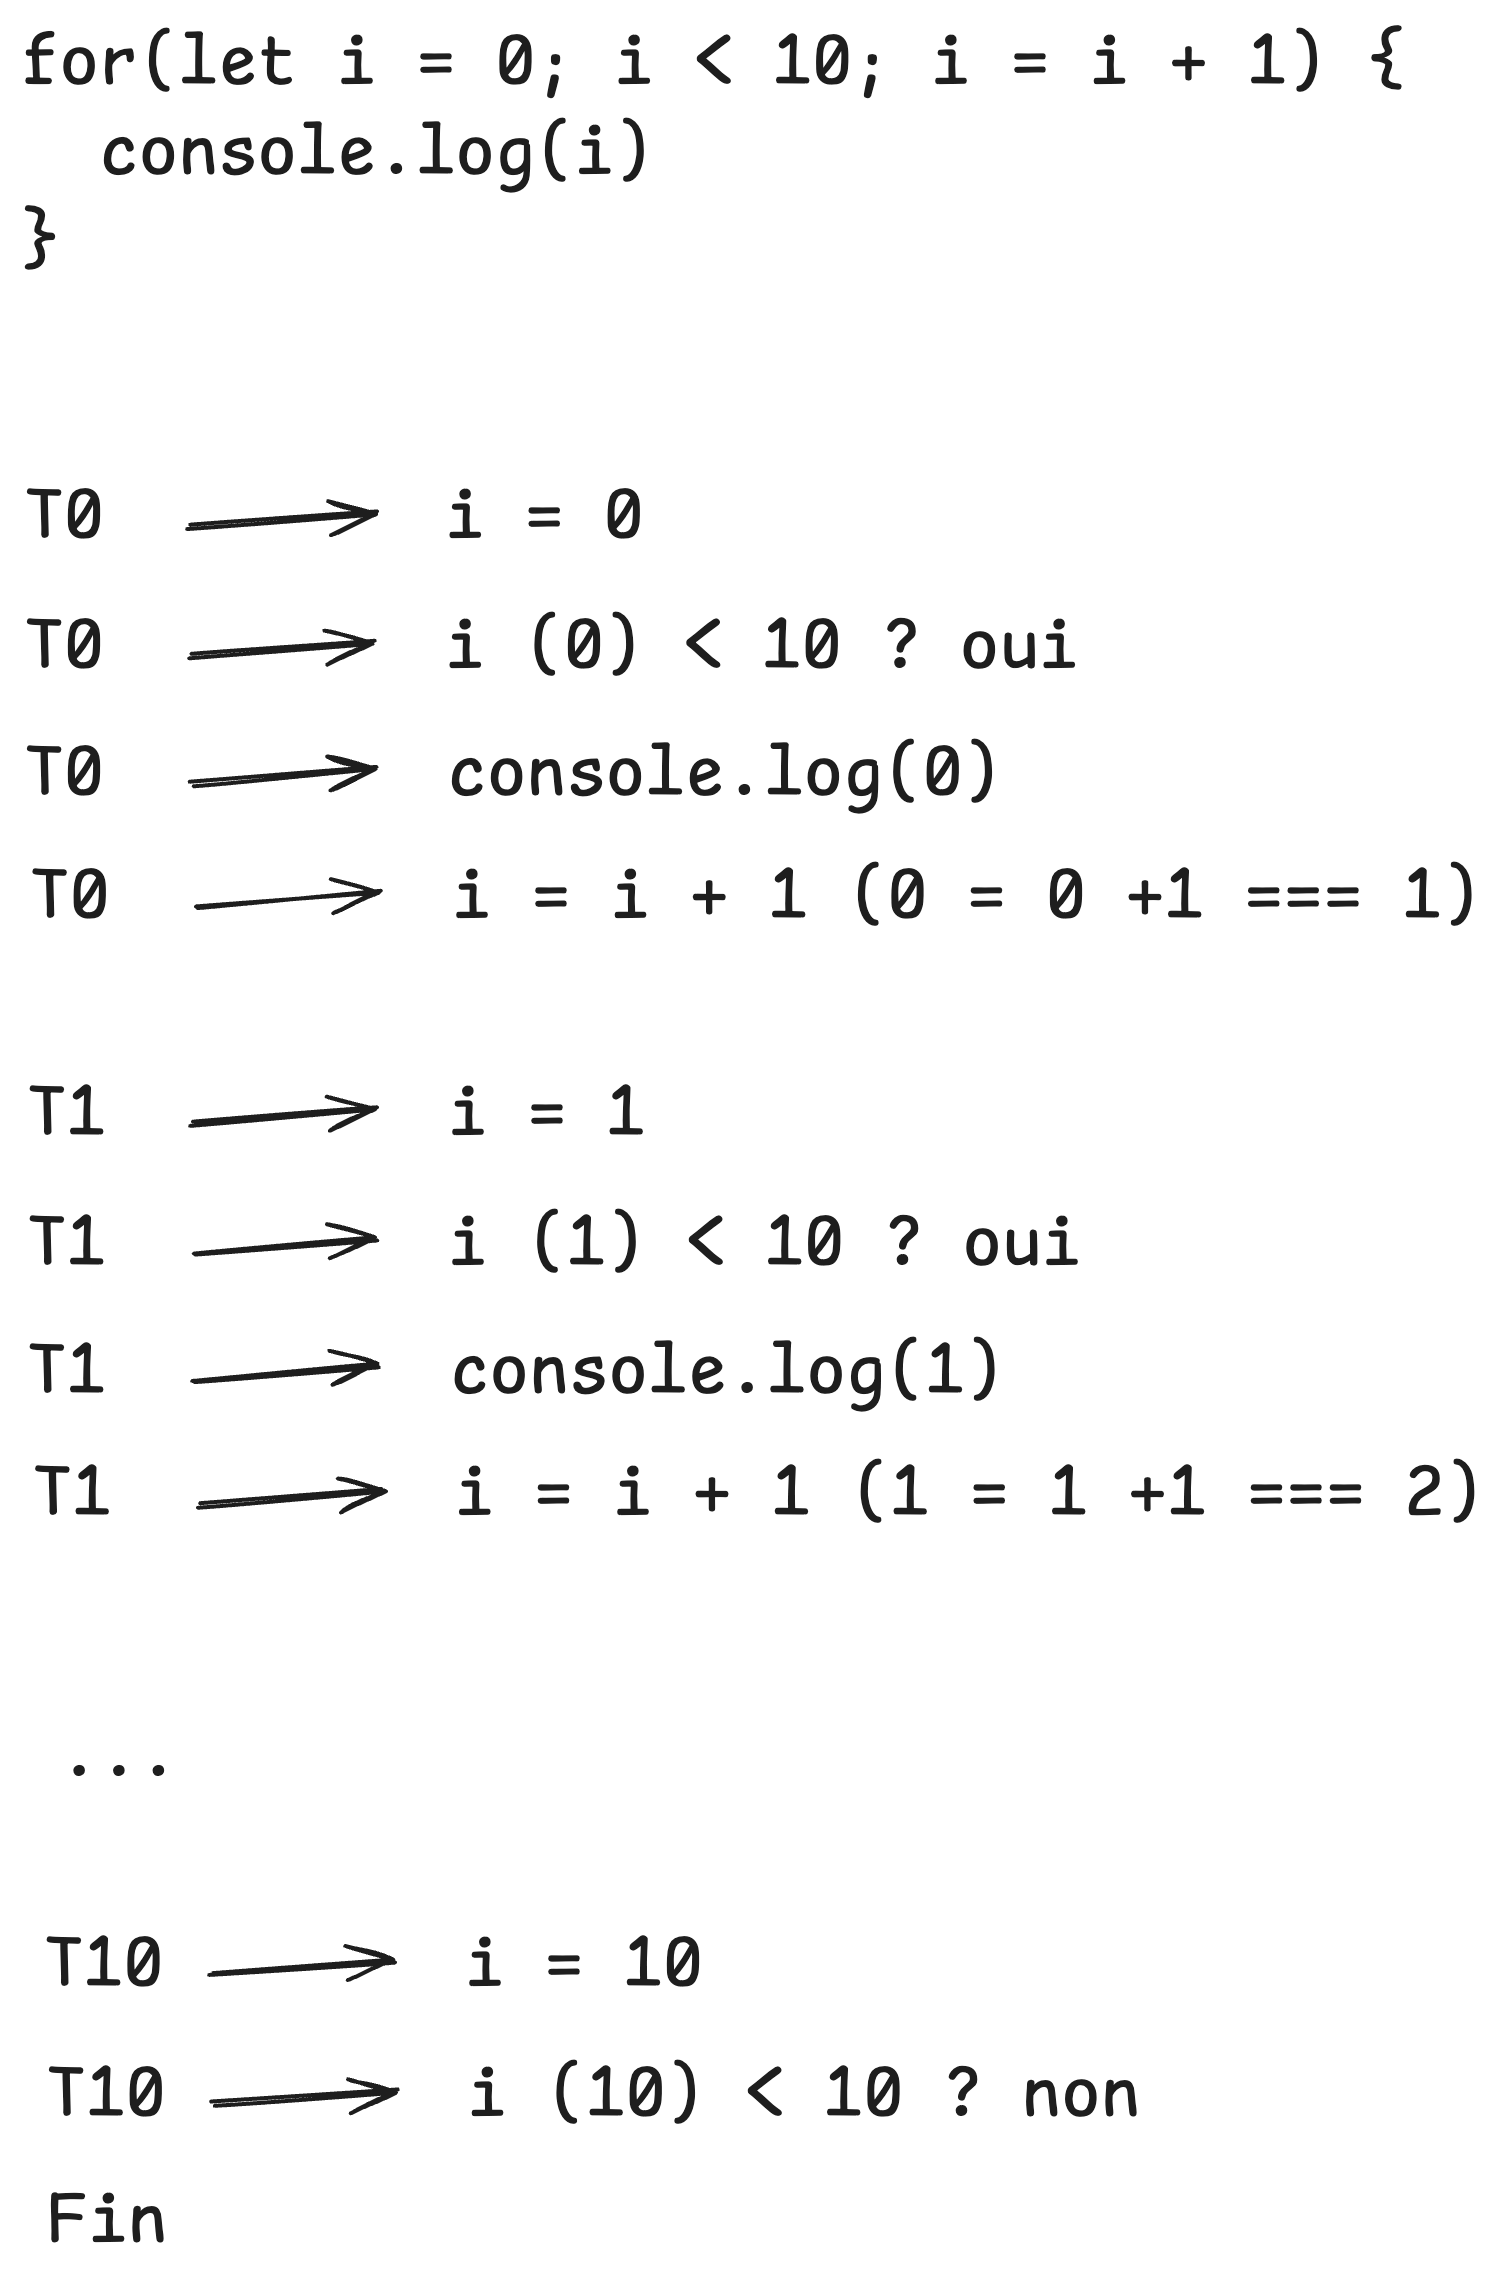 for(let i = 0; i < 10; i = i + 1) {
  console.log(i)
}
T0 → i = 0
T0 → i (0) < 10 ? oui
T0 → console.log(0)
T0 → i = i + 1 (0 = 0 +1 === 1)
T1 → i = 1
T1 → i (1) < 10 ? oui
T1 → console.log(1)
T1 → i = i + 1 (1 = 1 +1 === 2)
...
T10 → i = 10
T10 → i (10) < 10 ? non
Fin